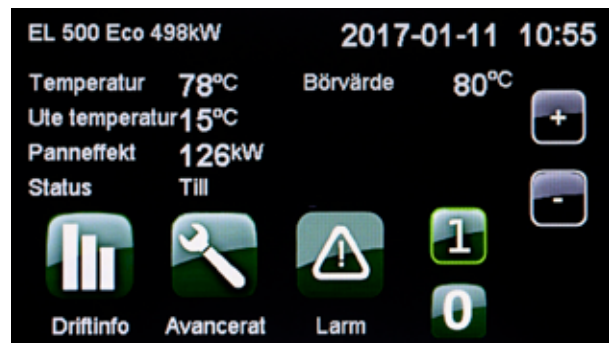 EL 500 Eco 498kW 2017-01-11 10:55
Temperatur 78°C Börvärde 80°C
Ute temperatur 15°C
+
Panneffekt 126kW
Status Till
-
1
0
Driftinfo Avancerat Larm